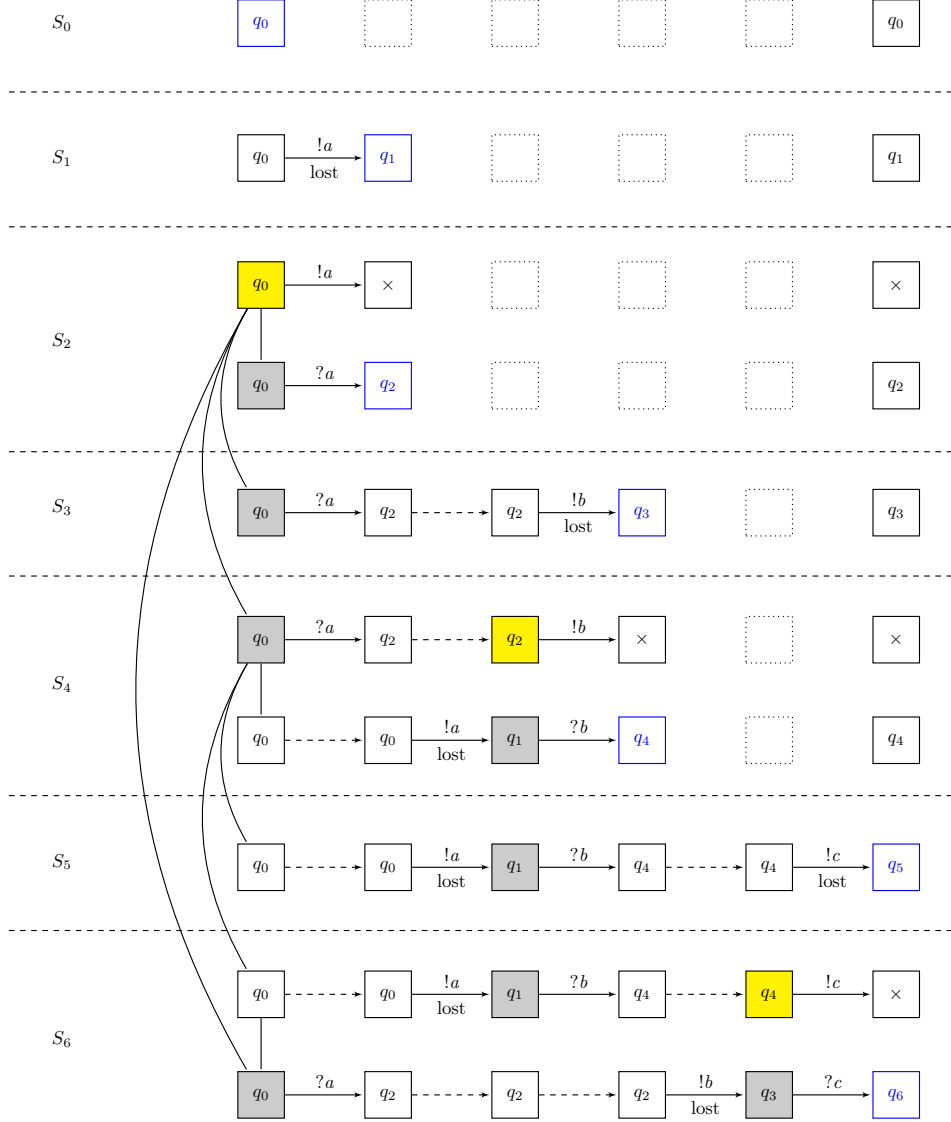 S₀ q₀ q₀
!a
S₁ q₀ q₁ q₁
lost
!a
q₀ × ×
S₂
?a
q₀ q₂ q₂
?a !b
S₃ q₀ q₂ q₂ q₃ q₃
lost
?a !b
q₀ q₂ q₂ × ×
S₄
!a ?b
q₀ q₀ q₁ q₄ q₄
lost
!a ?b !c
S₅ q₀ q₀ q₁ q₄ q₄ q₅
lost lost
!a ?b !c
q₀ q₀ q₁ q₄ q₄ ×
lost
S₆
?a !b ?c
q₀ q₂ q₂ q₂ q₃ q₆
lost